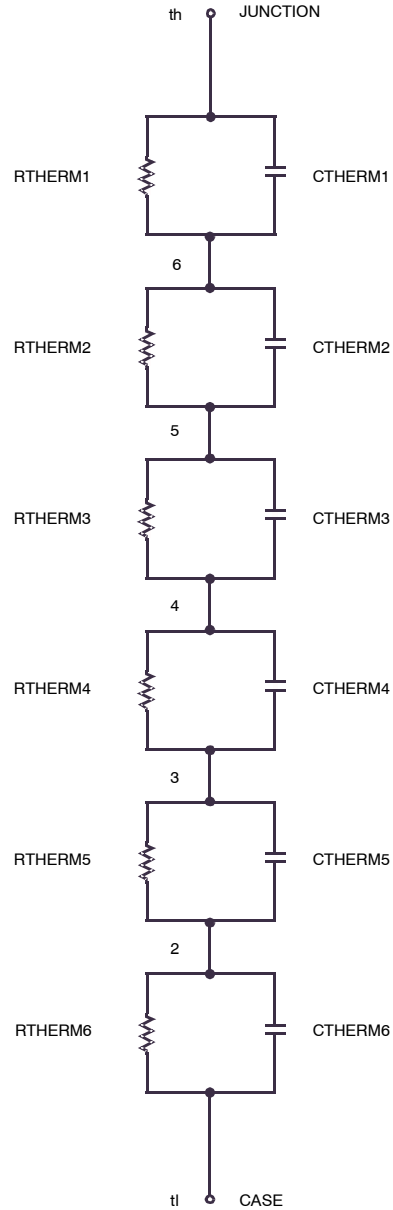 th JUNCTION
RTHERM1 CTHERM1
6
RTHERM2 CTHERM2
5
RTHERM3 CTHERM3
4
RTHERM4 CTHERM4
3
RTHERM5 CTHERM5
2
RTHERM6 CTHERM6
tl CASE